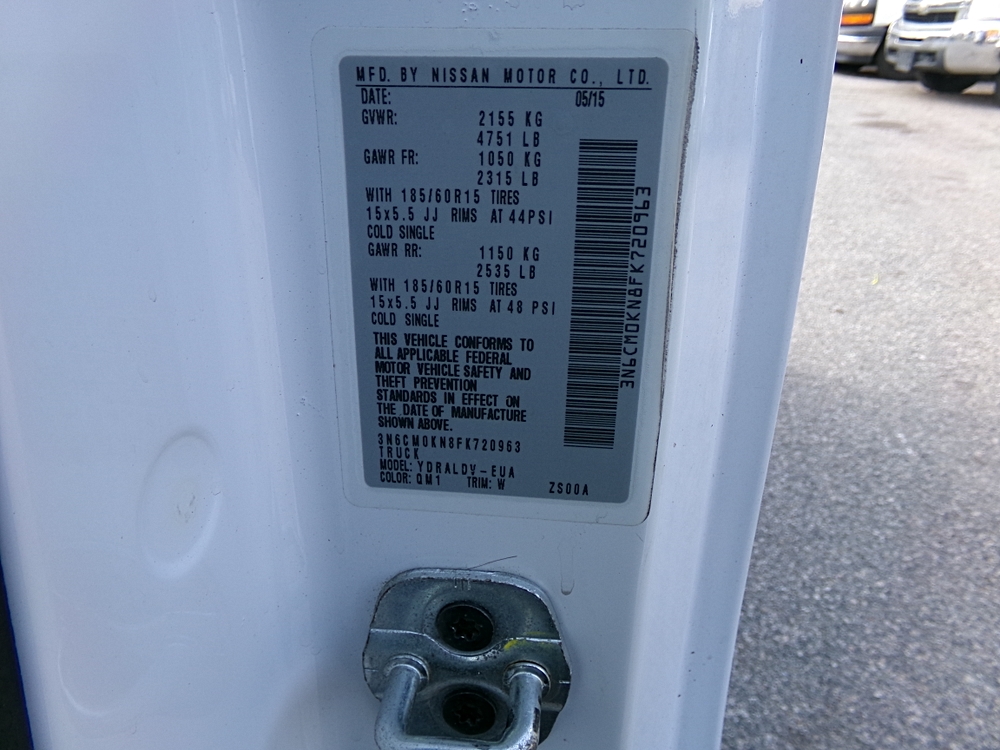 MFD. BY NISSAN MOTOR CO., LTD.
DATE: 05/15
GVWR: 2155 KG
4751 LB
GAWR FR: 1050 KG
2315 LB
WITH 185/60R15 TIRES
15x5.5 JJ RIMS AT 44PSI
COLD SINGLE
GAWR RR: 1150 KG
2535 LB
WITH 185/60R15 TIRES
15x5.5 JJ RIMS AT 48 PSI
COLD SINGLE
THIS VEHICLE CONFORMS TO
ALL APPLICABLE FEDERAL
MOTOR VEHICLE SAFETY AND
THEFT PREVENTION
STANDARDS IN EFFECT ON
THE DATE OF MANUFACTURE
SHOWN ABOVE.
3N6CM0KN8FK720963
TRUCK
MODEL: YDRALDV-EUA
COLOR: QM1 TRIM: W ZS00A
3N6CM0KN8FK720963